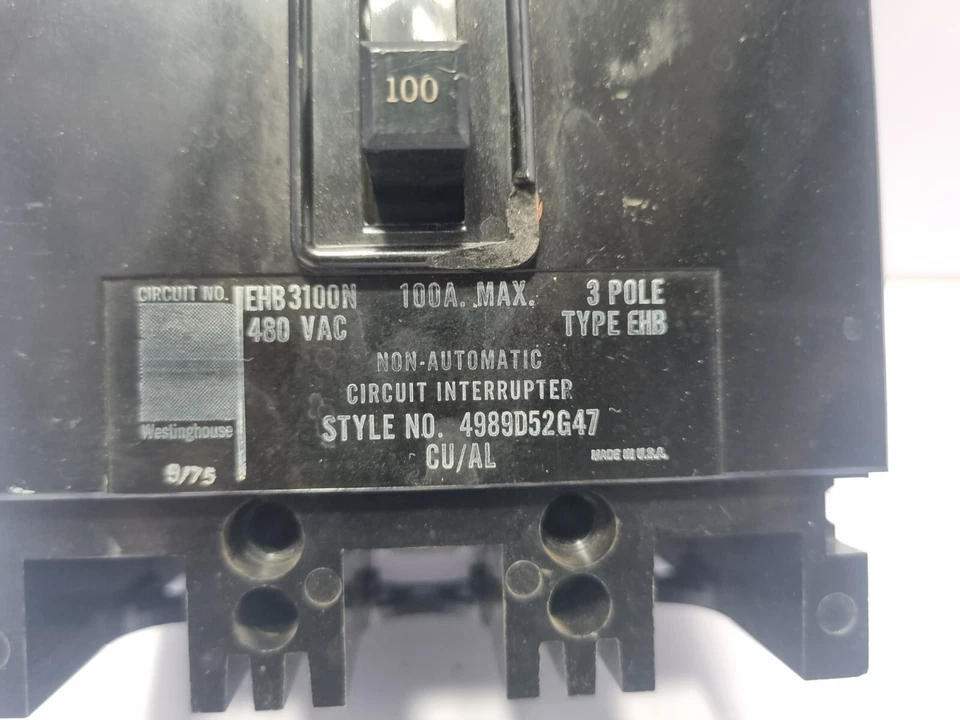 100
CIRCUIT NO. EHB3100N 100A. MAX. 3 POLE
480 VAC TYPE EHB
NON-AUTOMATIC
CIRCUIT INTERRUPTER
STYLE NO. 4989D52G47
Westinghouse
CU/AL MADE IN U.S.A.
9/75